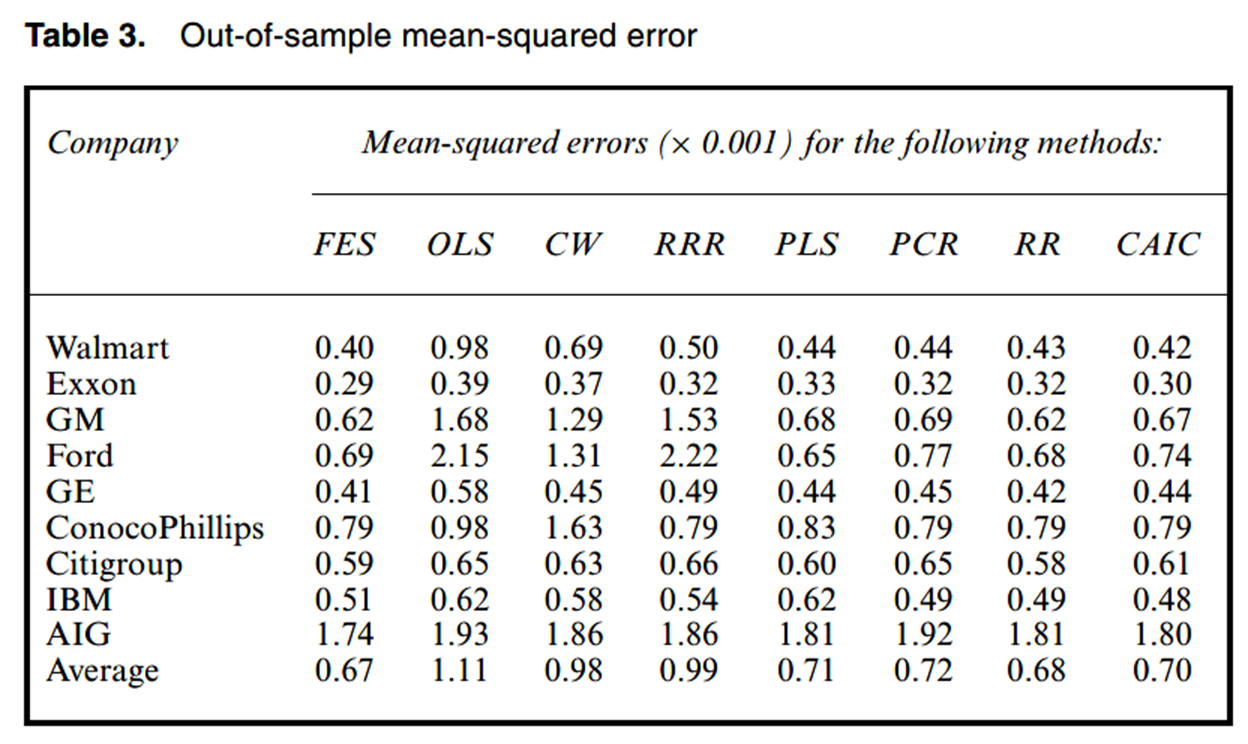 Table 3. Out-of-sample mean-squared error
Company Mean-squared errors (× 0.001) for the following methods:
FES OLS CW RRR PLS PCR RR CAIC
Walmart 0.40 0.98 0.69 0.50 0.44 0.44 0.43 0.42
Exxon 0.29 0.39 0.37 0.32 0.33 0.32 0.32 0.30
GM 0.62 1.68 1.29 1.53 0.68 0.69 0.62 0.67
Ford 0.69 2.15 1.31 2.22 0.65 0.77 0.68 0.74
GE 0.41 0.58 0.45 0.49 0.44 0.45 0.42 0.44
ConocoPhillips 0.79 0.98 1.63 0.79 0.83 0.79 0.79 0.79
Citigroup 0.59 0.65 0.63 0.66 0.60 0.65 0.58 0.61
IBM 0.51 0.62 0.58 0.54 0.62 0.49 0.49 0.48
AIG 1.74 1.93 1.86 1.86 1.81 1.92 1.81 1.80
Average 0.67 1.11 0.98 0.99 0.71 0.72 0.68 0.70